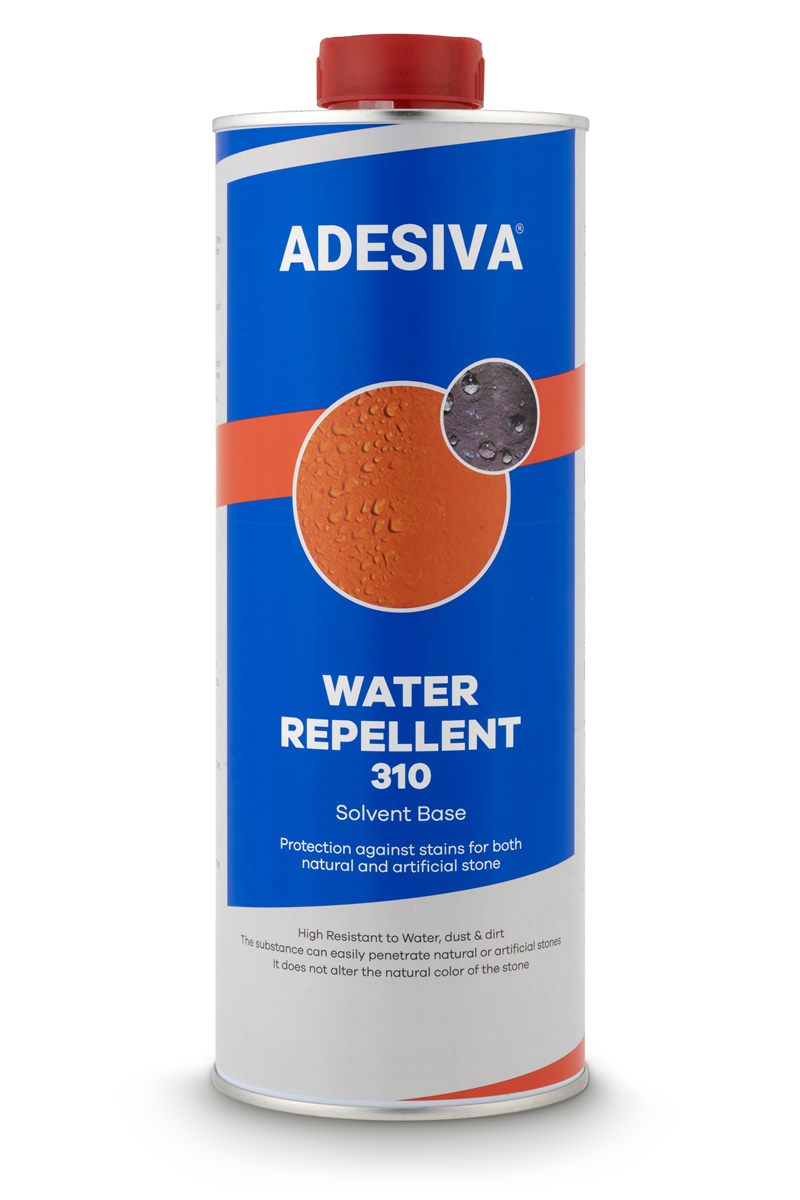 ADESIVA®
WATER
REPELLENT
310
Solvent Base
Protection against stains for both
natural and artificial stone
High Resistant to Water, dust & dirt
The substance can easily penetrate natural or artificial stones
It does not alter the natural color of the stone